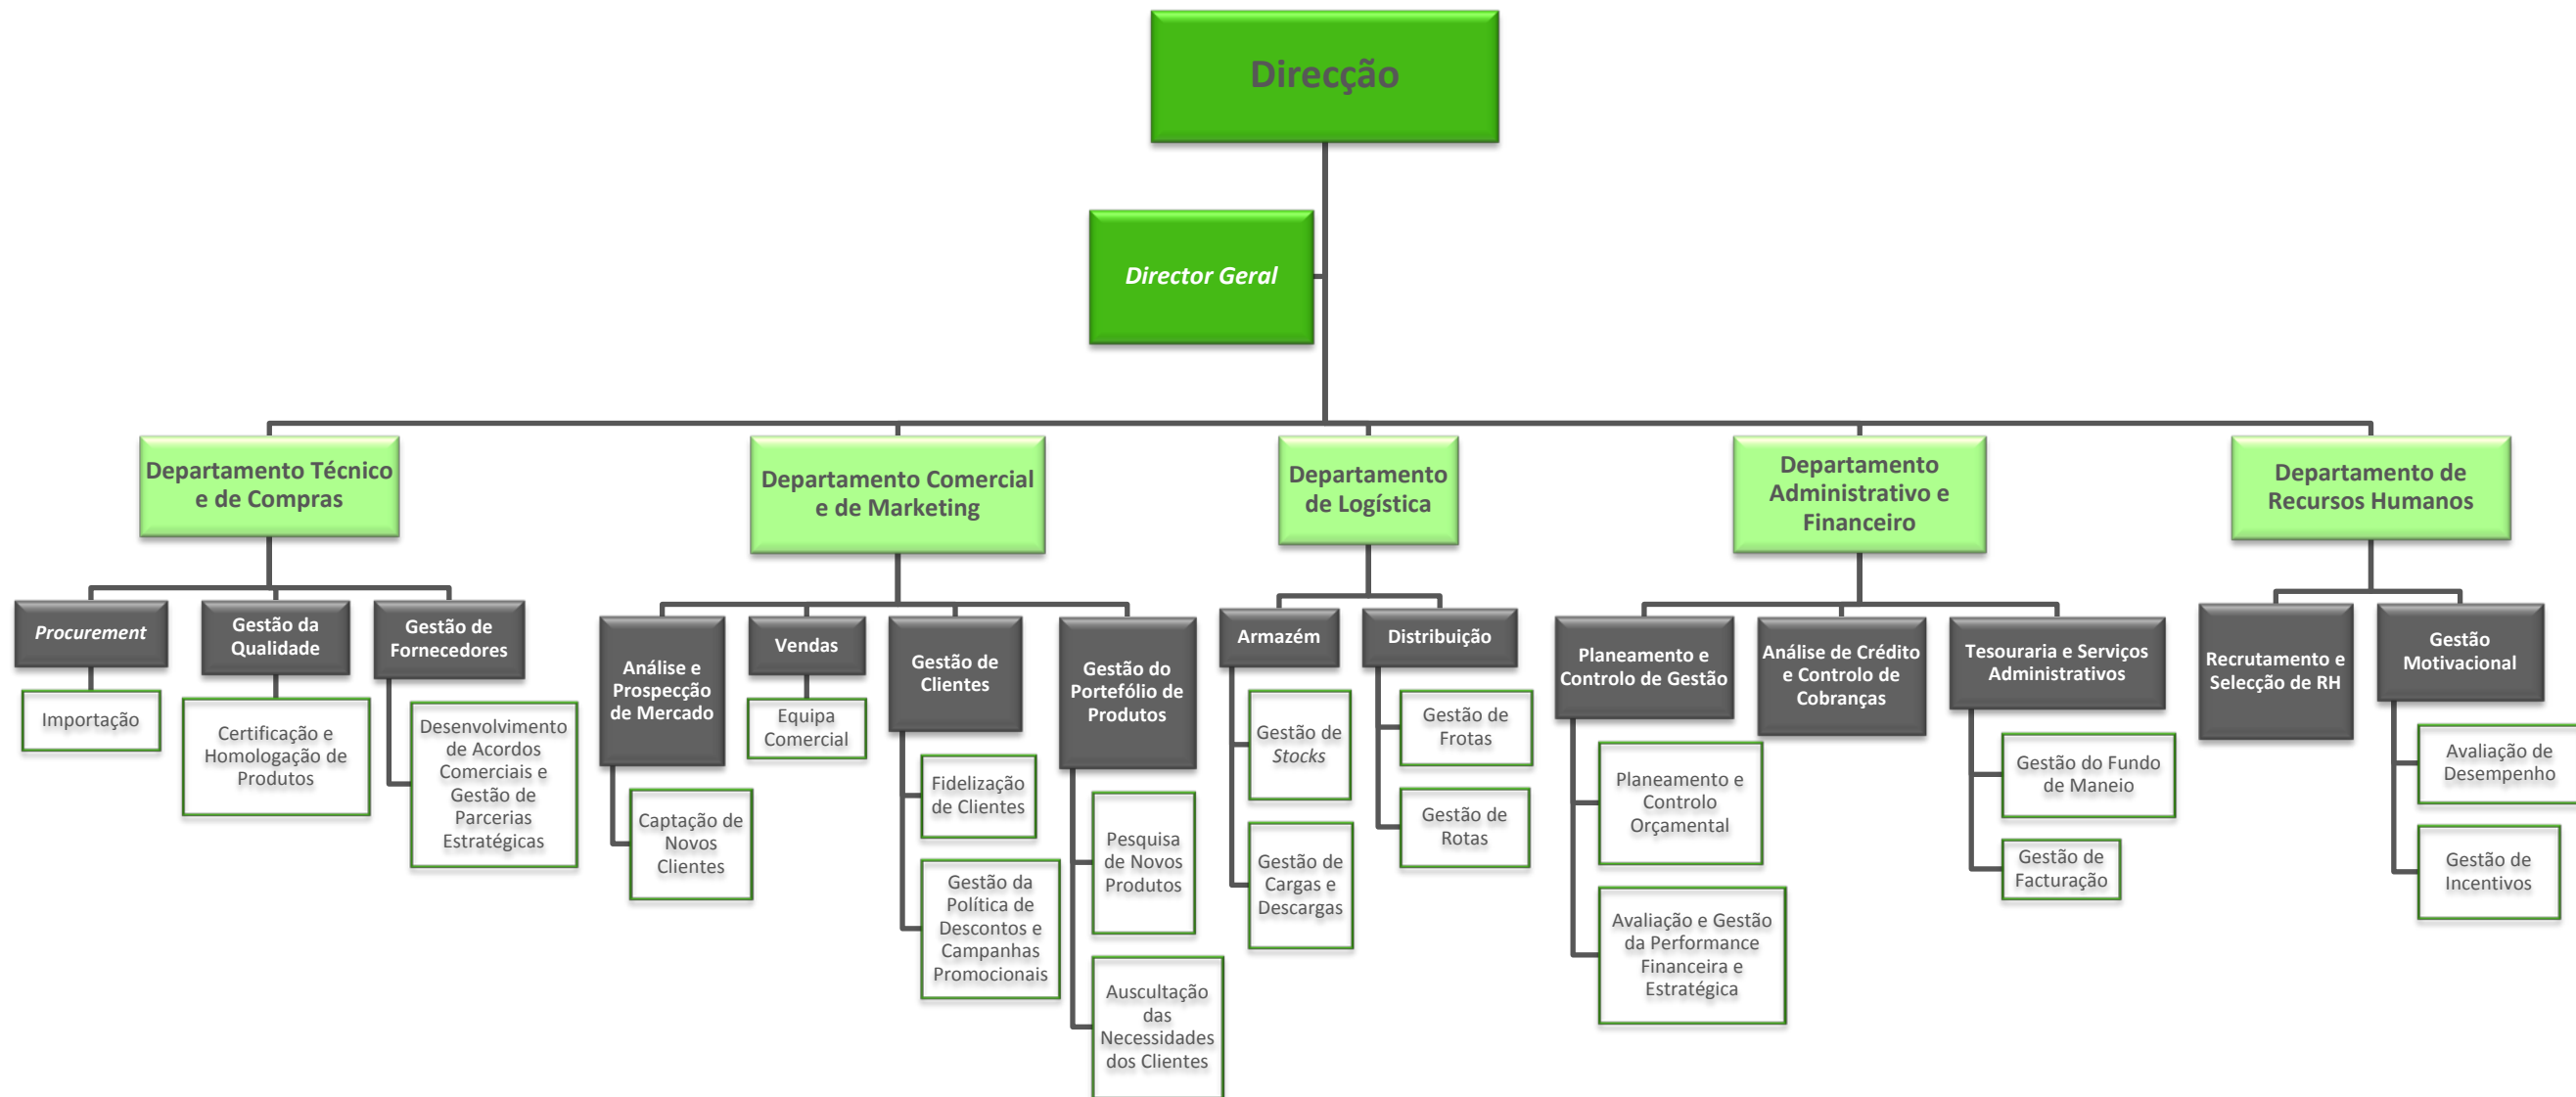 Direcção
Director Geral
Departamento Técnico
e de Compras
Departamento Comercial
e de Marketing
Departamento
de Logística
Departamento
Administrativo e
Financeiro
Departamento de
Recursos Humanos
Procurement
Importação
Gestão da
Qualidade
Certificação e
Homologação de
Produtos
Gestão de
Fornecedores
Desenvolvimento
de Acordos
Comerciais e
Gestão de
Parcerias
Estratégicas
Análise e
Prospecção
de Mercado
Captação de
Novos
Clientes
Vendas
Equipa
Comercial
Gestão de
Clientes
Fidelização
de Clientes
Gestão da
Política de
Descontos e
Campanhas
Promocionais
Gestão do
Portefólio de
Produtos
Pesquisa
de Novos
Produtos
Auscultação
das
Necessidades
dos Clientes
Armazém
Gestão de
Stocks
Gestão de
Cargas e
Descargas
Distribuição
Gestão de
Frotas
Gestão de
Rotas
Planeamento e
Controlo de Gestão
Planeamento e
Controlo
Orçamental
Avaliação e Gestão
da Performance
Financeira e
Estratégica
Análise de Crédito
e Controlo de
Cobranças
Tesouraria e Serviços
Administrativos
Gestão do Fundo
de Maneio
Gestão de
Facturação
Recrutamento e
Selecção de RH
Gestão
Motivacional
Avaliação de
Desempenho
Gestão de
Incentivos